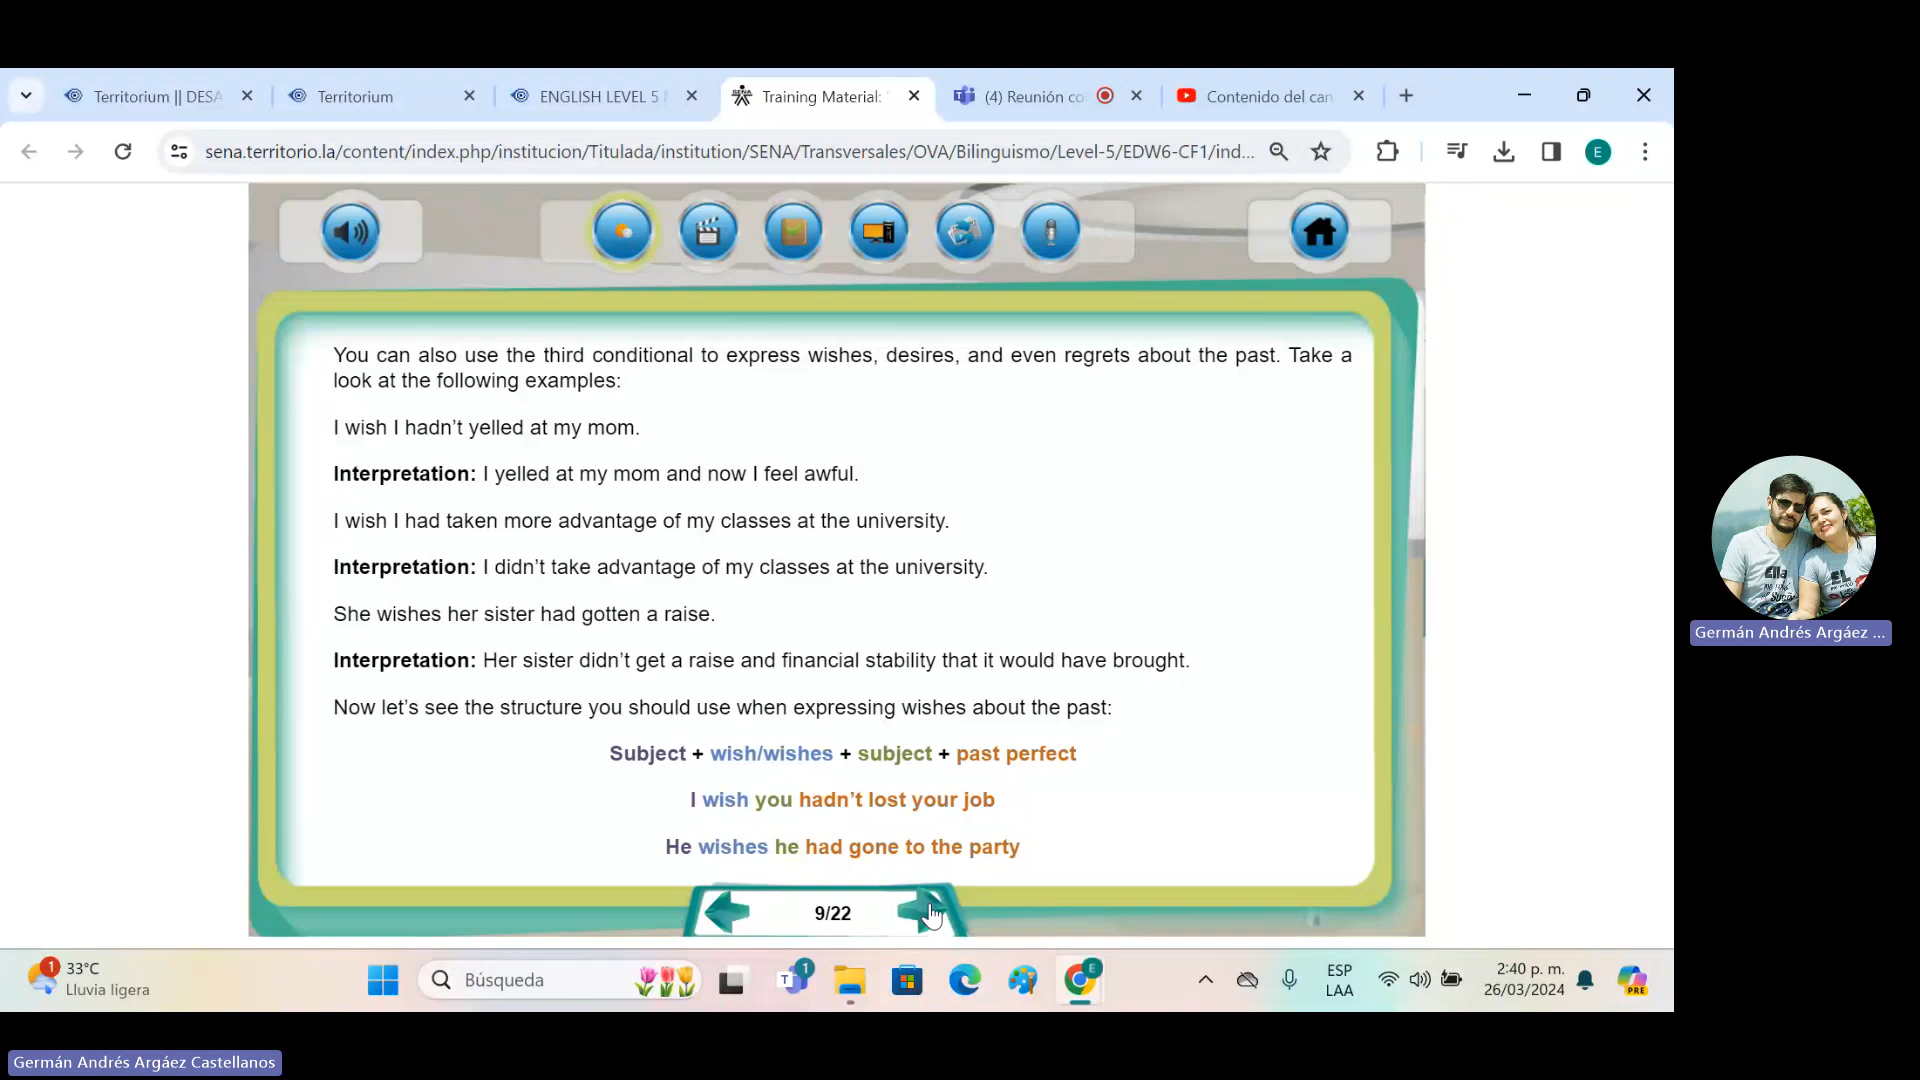 Territorium || DESA
Territorium
ENGLISH LEVEL 5
Training Material:
(4) Reunión co
Contenido del can
sena.territorio.la/content/index.php/institucion/Titulada/institution/SENA/Transversales/OVA/Bilinguismo/Level-5/EDW6-CF1/ind...
E
You can also use the third conditional to express wishes, desires, and even regrets about the past. Take a
look at the following examples:
I wish I hadn't yelled at my mom.
Interpretation: I yelled at my mom and now I feel awful.
I wish I had taken more advantage of my classes at the university.
Interpretation: I didn't take advantage of my classes at the university.
She wishes her sister had gotten a raise.
Interpretation: Her sister didn't get a raise and financial stability that it would have brought.
Now let's see the structure you should use when expressing wishes about the past:
Subject + wish/wishes + subject + past perfect
I wish you hadn't lost your job
He wishes he had gone to the party
9/22
Ella
EL
Germán Andrés Argáez ...
1
33°C
Lluvia ligera
Búsqueda
1
E
ESP
LAA
2:40 p. m.
26/03/2024
PRE
Germán Andrés Argáez Castellanos